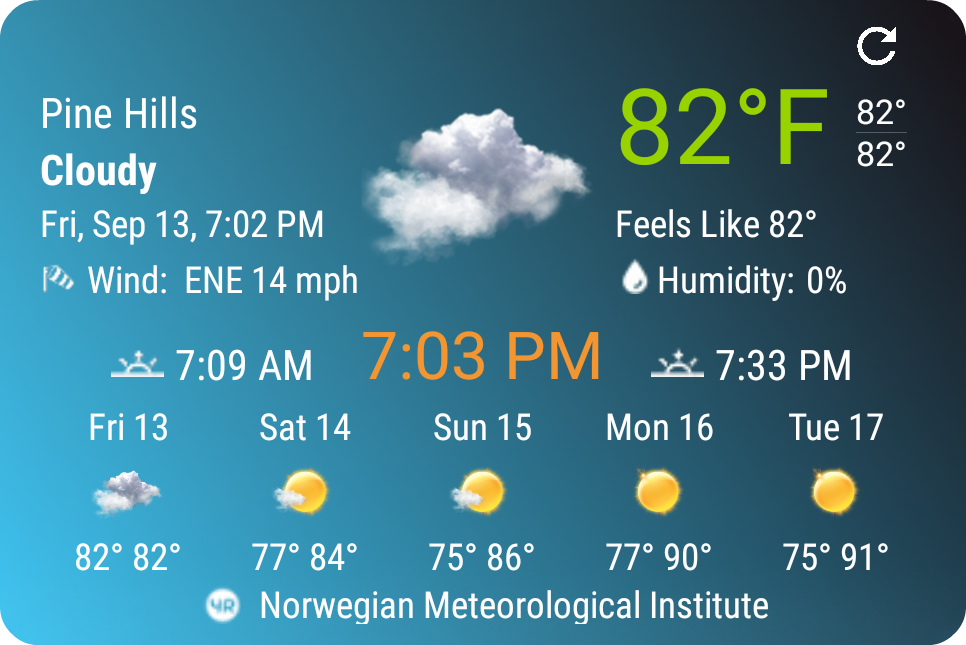 Pine Hills
82°F
82°
Cloudy
82°
Fri, Sep 13, 7:02 PM
Feels Like 82°
Wind: ENE 14 mph
Humidity: 0%
7:09 AM
7:03 PM
7:33 PM
Fri 13 Sat 14 Sun 15 Mon 16 Tue 17
82° 82° 77° 84° 75° 86° 77° 90° 75° 91°
YR Norwegian Meteorological Institute